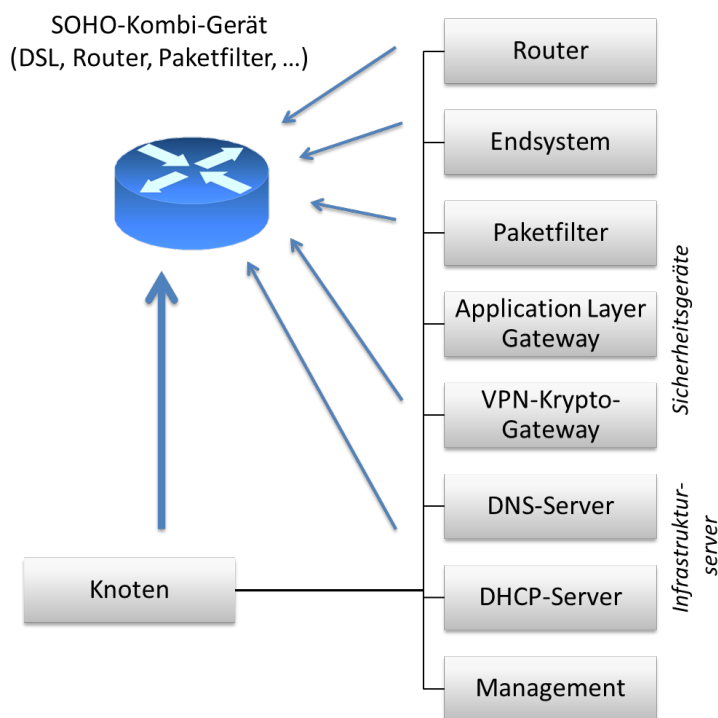 SOHO-Kombi-Gerät
(DSL, Router, Paketfilter, ...)
Router
Endsystem
Paketfilter
Application Layer
Gateway
VPN-Krypto-
Gateway
DNS-Server
DHCP-Server
Management
Sicherheitsgeräte
Infrastruktur-
server
Knoten